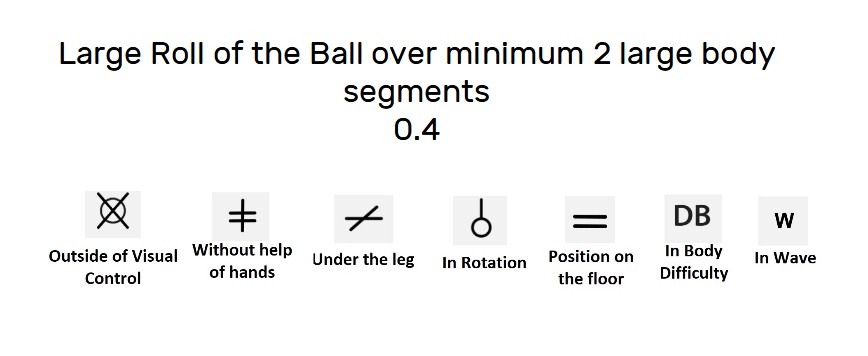 Large Roll of the Ball over minimum 2 large body
segments
0.4
DB
W
Outside of Visual
Control
Without help
of hands
Under the leg
In Rotation
Position on
the floor
In Body
Difficulty
In Wave